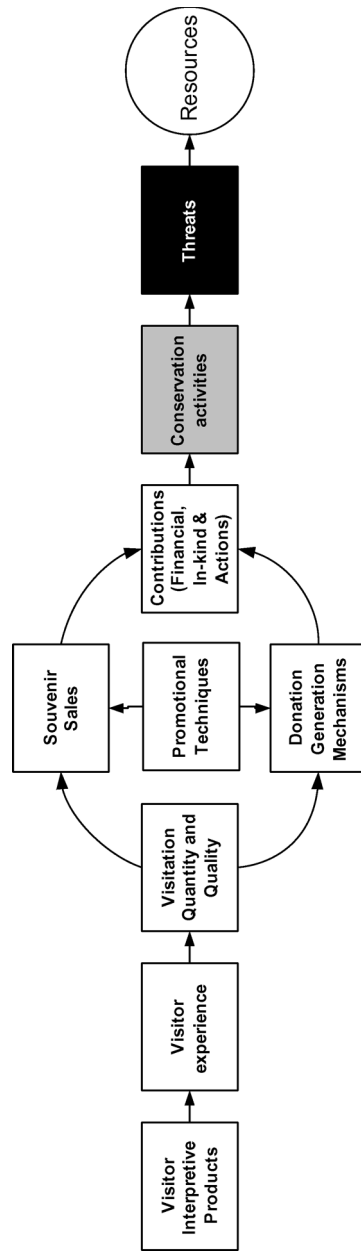 Visitor
Interpretive
Products
Visitor
experience
Visitation
Quantity and
Quality
Souvenir
Sales
Promotional
Techniques
Donation
Generation
Mechanisms
Contributions
(Financial,
In-kind &
Actions)
Conservation
activities
Threats
Resources